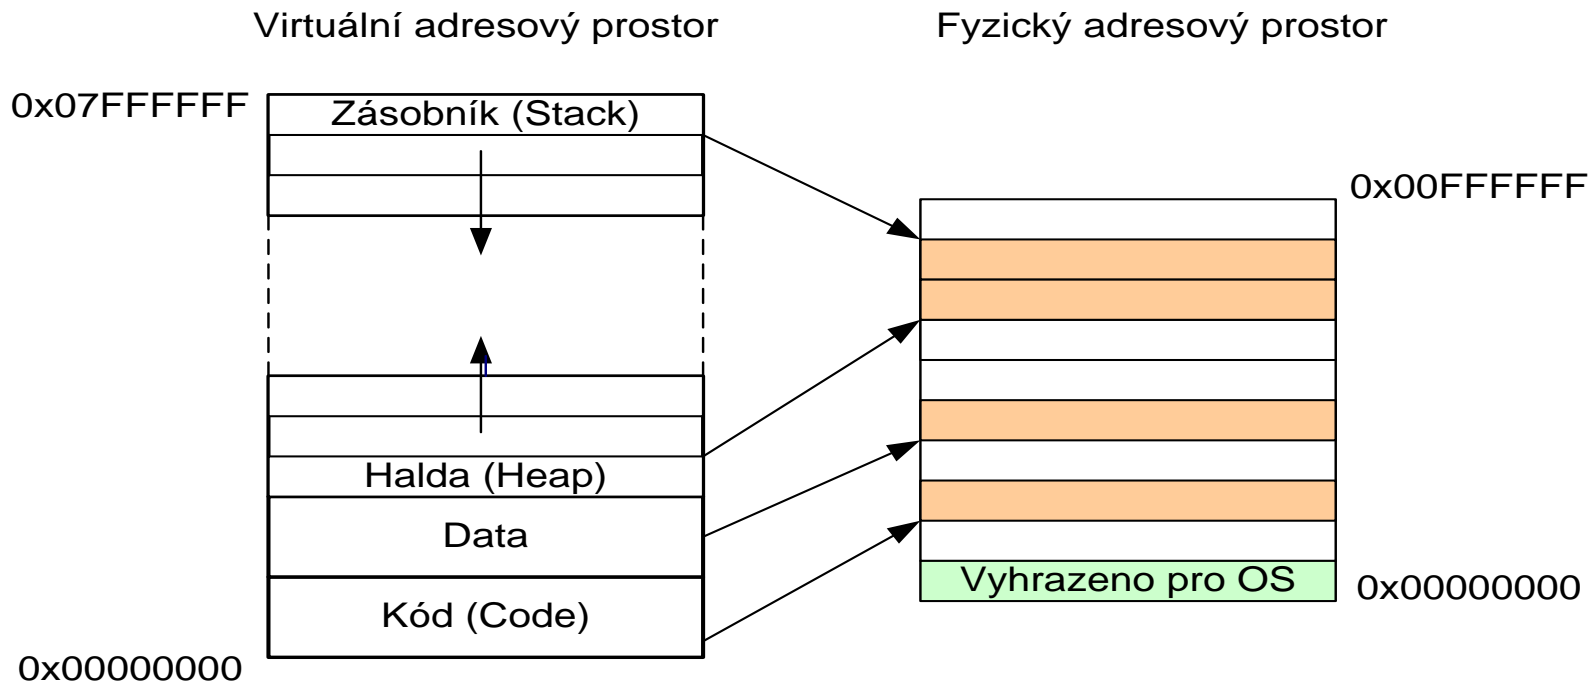 Virtuální adresový prostor
Fyzický adresový prostor
0x07FFFFFF
Zásobník (Stack)
0x00FFFFFF
Halda (Heap)
Data
Kód (Code)
Vyhrazeno pro OS
0x00000000
0x00000000